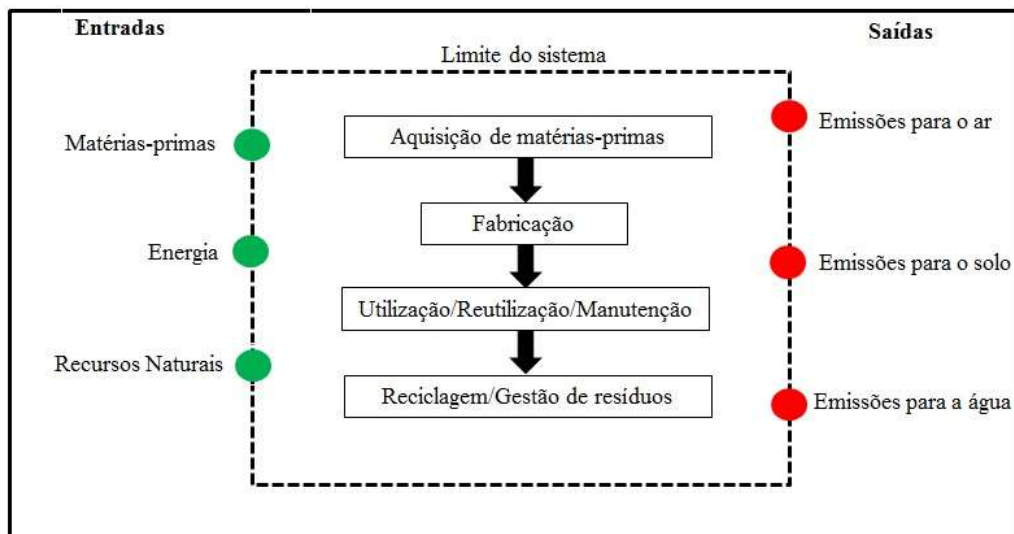 Entradas
Saídas
Limite do sistema
Matérias-primas
Energia
Recursos Naturais
Aquisição de matérias-primas
Fabricação
Utilização/Reutilização/Manutenção
Reciclagem/Gestão de resíduos
Emissões para o ar
Emissões para o solo
Emissões para a água